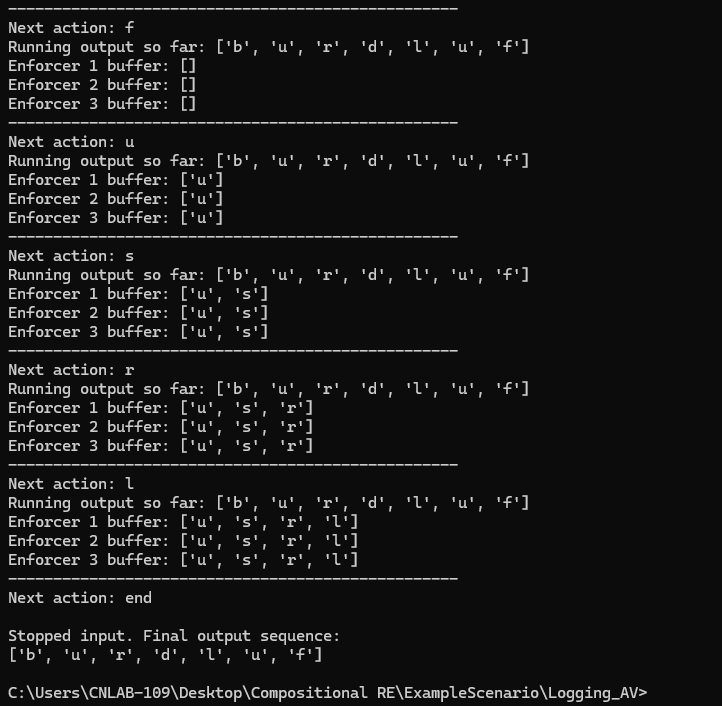 --------------------------------------------------
Next action: f
Running output so far: ['b', 'u', 'r', 'd', 'l', 'u', 'f']
Enforcer 1 buffer: []
Enforcer 2 buffer: []
Enforcer 3 buffer: []
--------------------------------------------------
Next action: u
Running output so far: ['b', 'u', 'r', 'd', 'l', 'u', 'f']
Enforcer 1 buffer: ['u']
Enforcer 2 buffer: ['u']
Enforcer 3 buffer: ['u']
--------------------------------------------------
Next action: s
Running output so far: ['b', 'u', 'r', 'd', 'l', 'u', 'f']
Enforcer 1 buffer: ['u', 's']
Enforcer 2 buffer: ['u', 's']
Enforcer 3 buffer: ['u', 's']
--------------------------------------------------
Next action: r
Running output so far: ['b', 'u', 'r', 'd', 'l', 'u', 'f']
Enforcer 1 buffer: ['u', 's', 'r']
Enforcer 2 buffer: ['u', 's', 'r']
Enforcer 3 buffer: ['u', 's', 'r']
--------------------------------------------------
Next action: l
Running output so far: ['b', 'u', 'r', 'd', 'l', 'u', 'f']
Enforcer 1 buffer: ['u', 's', 'r', 'l']
Enforcer 2 buffer: ['u', 's', 'r', 'l']
Enforcer 3 buffer: ['u', 's', 'r', 'l']
--------------------------------------------------
Next action: end

Stopped input. Final output sequence:
['b', 'u', 'r', 'd', 'l', 'u', 'f']

C:\Users\CNLAB-109\Desktop\Compositional RE\ExampleScenario\Logging_AV>